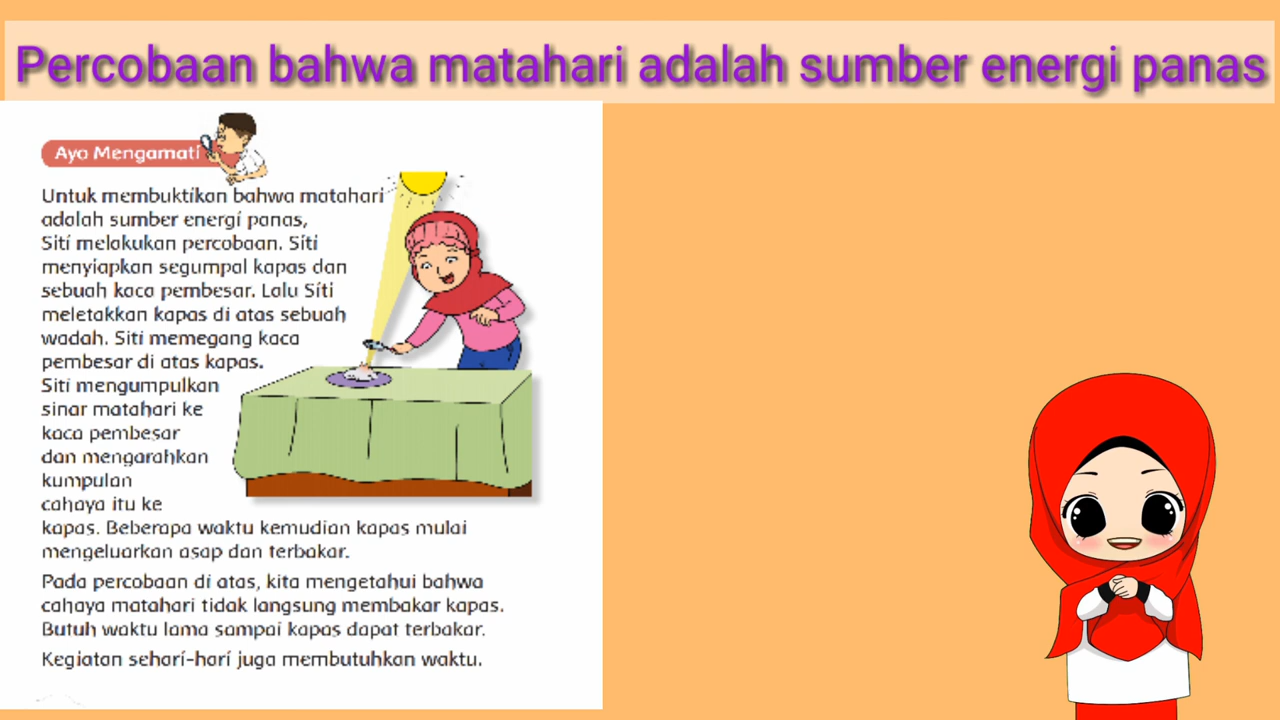 Percobaan bahwa matahari adalah sumber energi panas
Ayo Mengamati
Untuk membuktikan bahwa matahari
adalah sumber energi panas,
Siti melakukan percobaan. Siti
menyiapkan segumpal kapas dan
sebuah kaca pembesar. Lalu Siti
meletakkan kapas di atas sebuah
wadah. Siti memegang kaca
pembesar di atas kapas.
Siti mengumpulkan
sinar matahari ke
kaca pembesar
dan mengarahkan
kumpulan
cahaya itu ke
kapas. Beberapa waktu kemudian kapas mulai
mengeluarkan asap dan terbakar.
Pada percobaan di atas, kita mengetahui bahwa
cahaya matahari tidak langsung membakar kapas.
Butuh waktu lama sampai kapas dapat terbakar.
Kegiatan sehari-hari juga membutuhkan waktu.